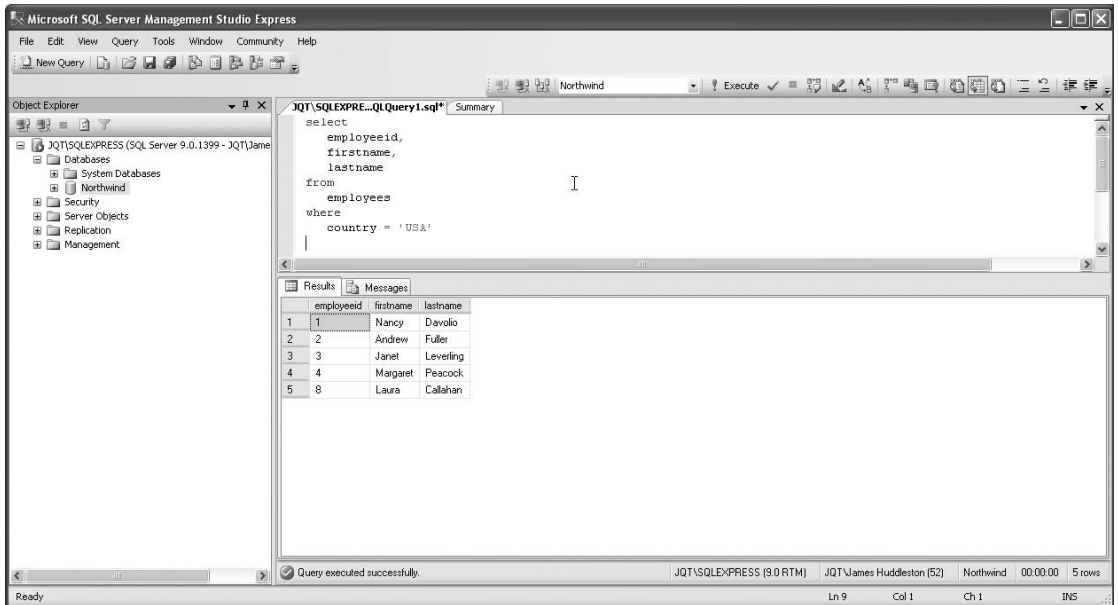 Microsoft SQL Server Management Studio Express
File Edit View Query Tools Window Community Help
New Query
Northwind
Execute
Object Explorer
JQT\SQLEXPRE...QLQuery1.sql* Summary
JQT\SQLEXPRESS (SQL Server 9.0.1399 - JQT\Jame
Databases
System Databases
Northwind
Security
Server Objects
Replication
Management
select
employeeid,
firstname,
lastname
from
employees
where
country = 'USA'
Results Messages
employeeid firstname lastname
1 1 Nancy Davolio
2 2 Andrew Fuller
3 3 Janet Leverling
4 4 Margaret Peacock
5 8 Laura Callahan
Query executed successfully. JQT\SQLEXPRESS (9.0 RTM) JQT\James Huddleston (52) Northwind 00:00:00 5 rows
Ready Ln 9 Col 1 Ch 1 INS